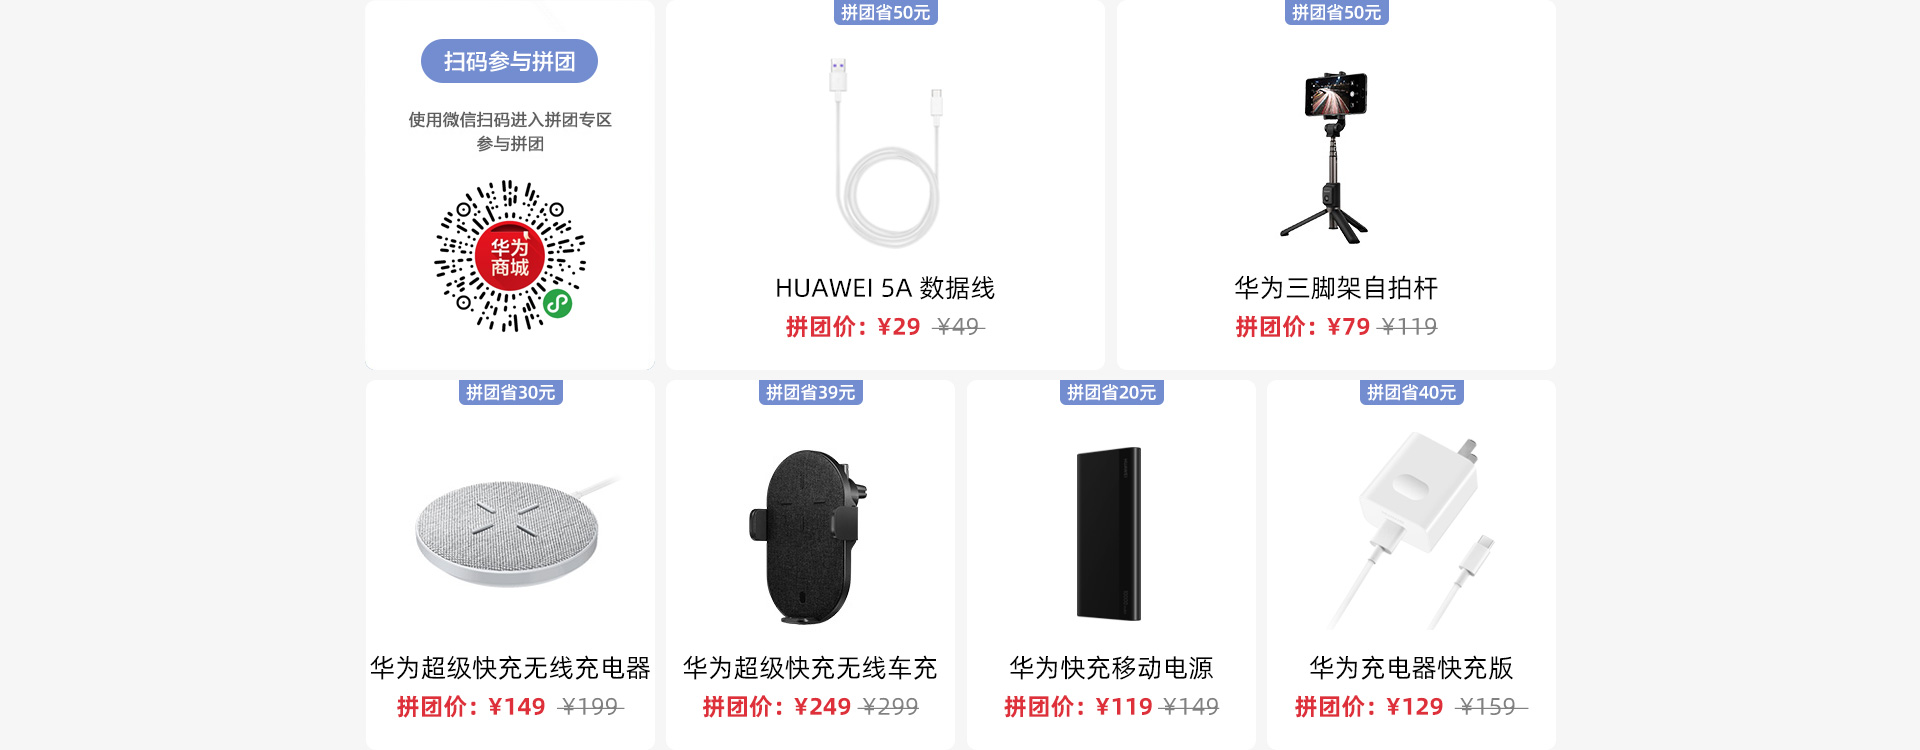 扫码参与拼团
使用微信扫码进入拼团专区
参与拼团
华为
商城
拼团省50元
HUAWEI 5A 数据线
拼团价：¥29 ¥49
拼团省50元
华为三脚架自拍杆
拼团价：¥79 ¥119
拼团省30元
华为超级快充无线充电器
拼团价：¥149 ¥199
拼团省39元
华为超级快充无线车充
拼团价：¥249 ¥299
拼团省20元
华为快充移动电源
拼团价：¥119 ¥149
拼团省40元
华为充电器快充版
拼团价：¥129 ¥159